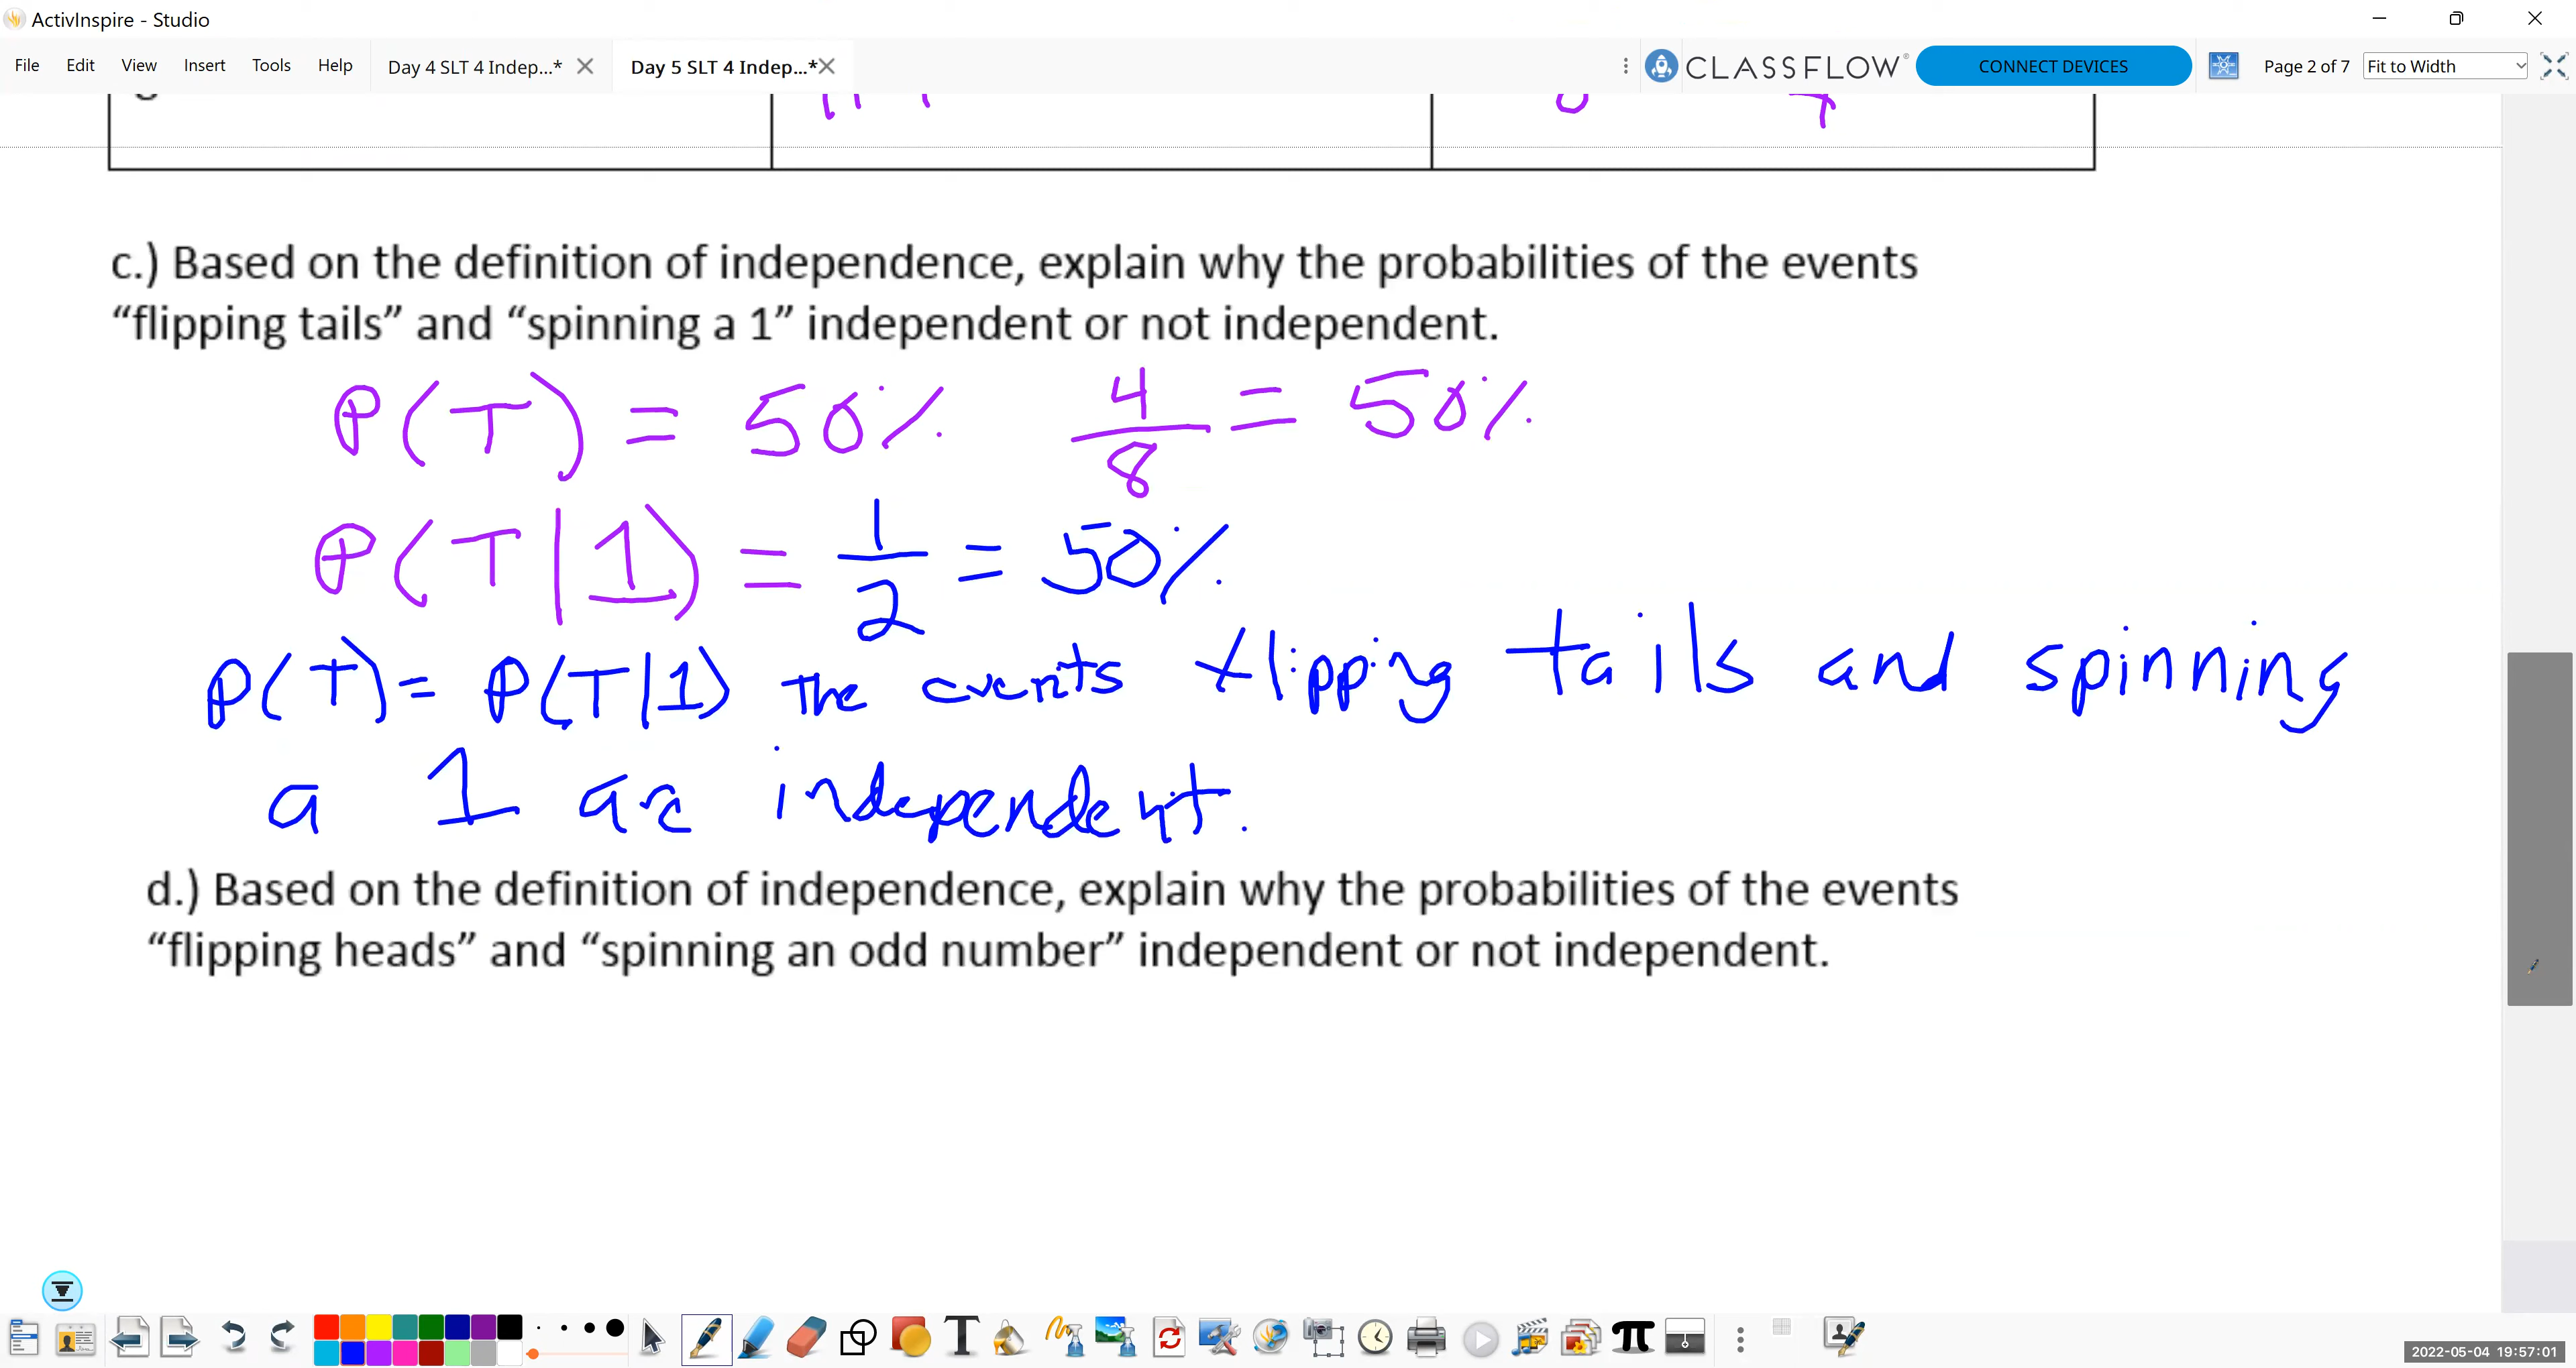 ActivInspire - Studio
File Edit View Insert Tools Help Day 4 SLT 4 Indep...* Day 5 SLT 4 Indep...* CLASSFLOW CONNECT DEVICES Page 2 of 7 Fit to Width
c.) Based on the definition of independence, explain why the probabilities of the events
“flipping tails” and “spinning a 1” independent or not independent.
P(T) = 50% 4/8 = 50%
P(T|1) = 1/2 = 50%
P(T) = P(T|1) The events flipping tails and spinning
a 1 are independent.
d.) Based on the definition of independence, explain why the probabilities of the events
“flipping heads” and “spinning an odd number” independent or not independent.
2022-05-04 19:57:01